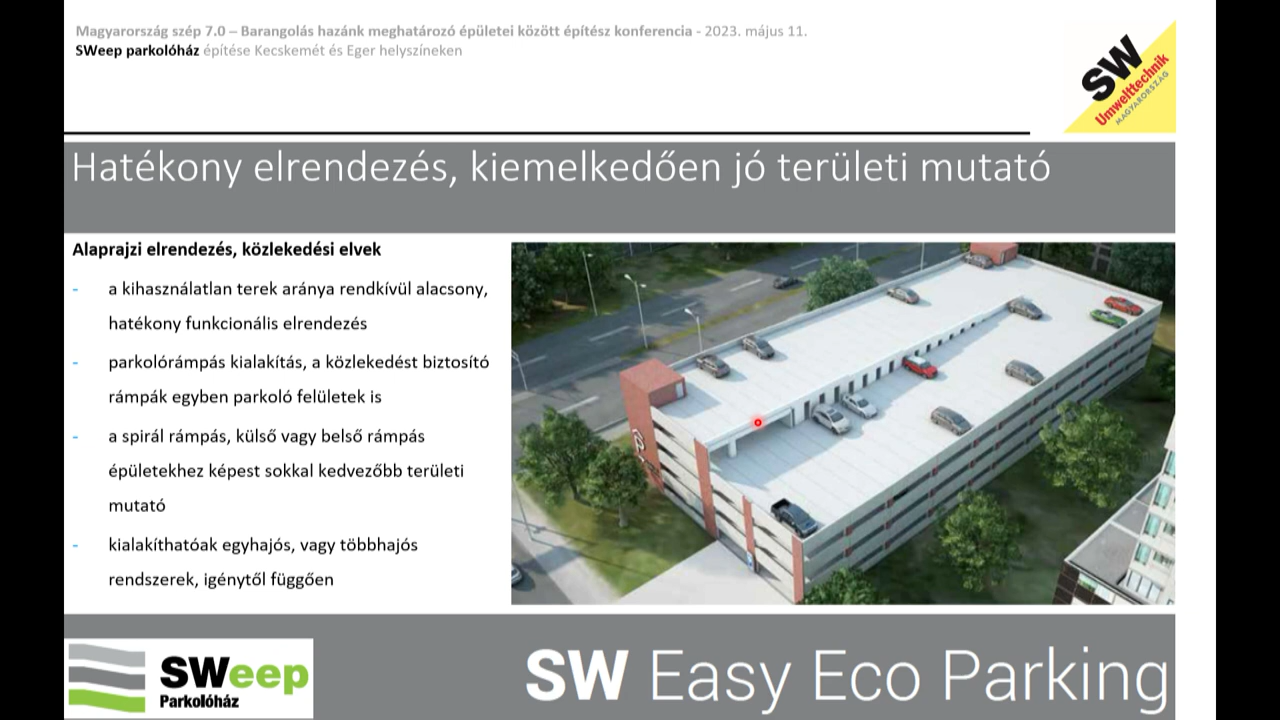 Magyarország szép 7.0 – Barangolás hazánk meghatározó épületei között építész konferencia - 2023. május 11.
SWeep parkolóház építése Kecskemét és Eger helyszíneken
SW
Umwelttechnik
MAGYARORSZÁG
Hatékony elrendezés, kiemelkedően jó területi mutató
Alaprajzi elrendezés, közlekedési elvek
- a kihasználatlan terek aránya rendkívül alacsony,
hatékony funkcionális elrendezés
- parkolórámpás kialakítás, a közlekedést biztosító
rámpák egyben parkoló felületek is
- a spirál rámpás, külső vagy belső rámpás
épületekhez képest sokkal kedvezőbb területi
mutató
- kialakíthatóak egyhajós, vagy többhajós
rendszerek, igénytől függően
SWeep
Parkolóház
SW Easy Eco Parking